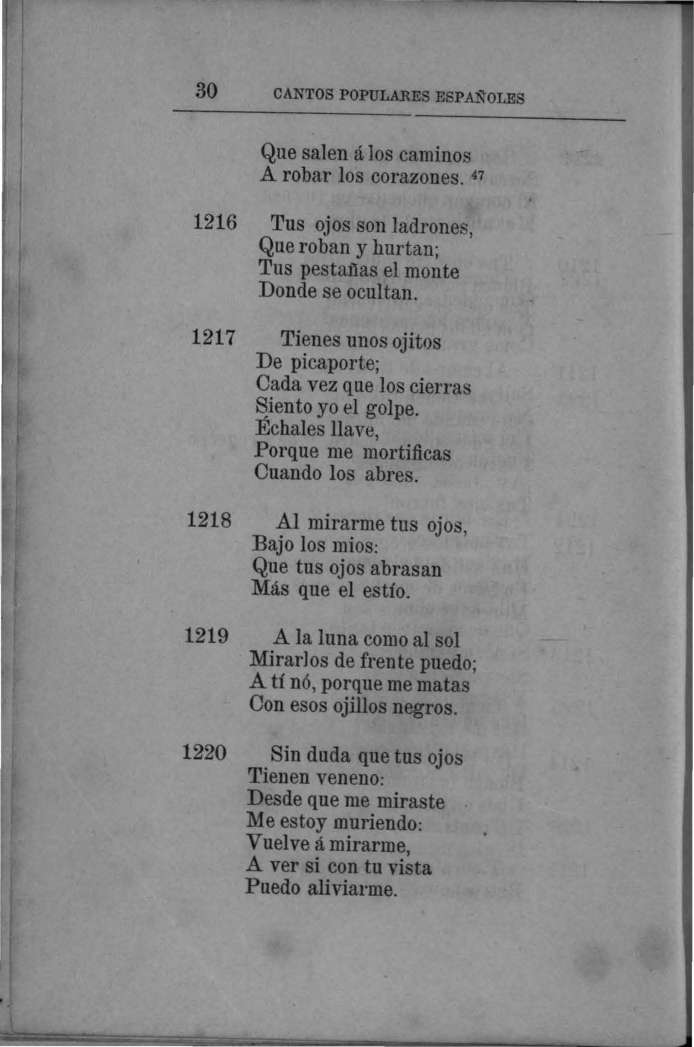 30 CANTOS POPULARES ESPAÑOLES
Que salen á los caminos
A robar los corazones. 47
1216 Tus ojos son ladrones,
Que roban y hurtan;
Tus pestañas el monte
Donde se ocultan.
1217 Tienes unos ojitos
De picaporte;
Cada vez que los cierras
Siento yo el golpe.
Échales llave,
Porque me mortificas
Cuando los abres.
1218 Al mirarme tus ojos,
Bajo los mios:
Que tus ojos abrasan
Más que el estío.
1219 A la luna como al sol
Mirarlos de frente puedo;
A tí nó, porque me matas
Con esos ojillos negros.
1220 Sin duda que tus ojos
Tienen veneno:
Desde que me miraste
Me estoy muriendo:
Vuelve á mirarme,
A ver si con tu vista
Puedo aliviarme.